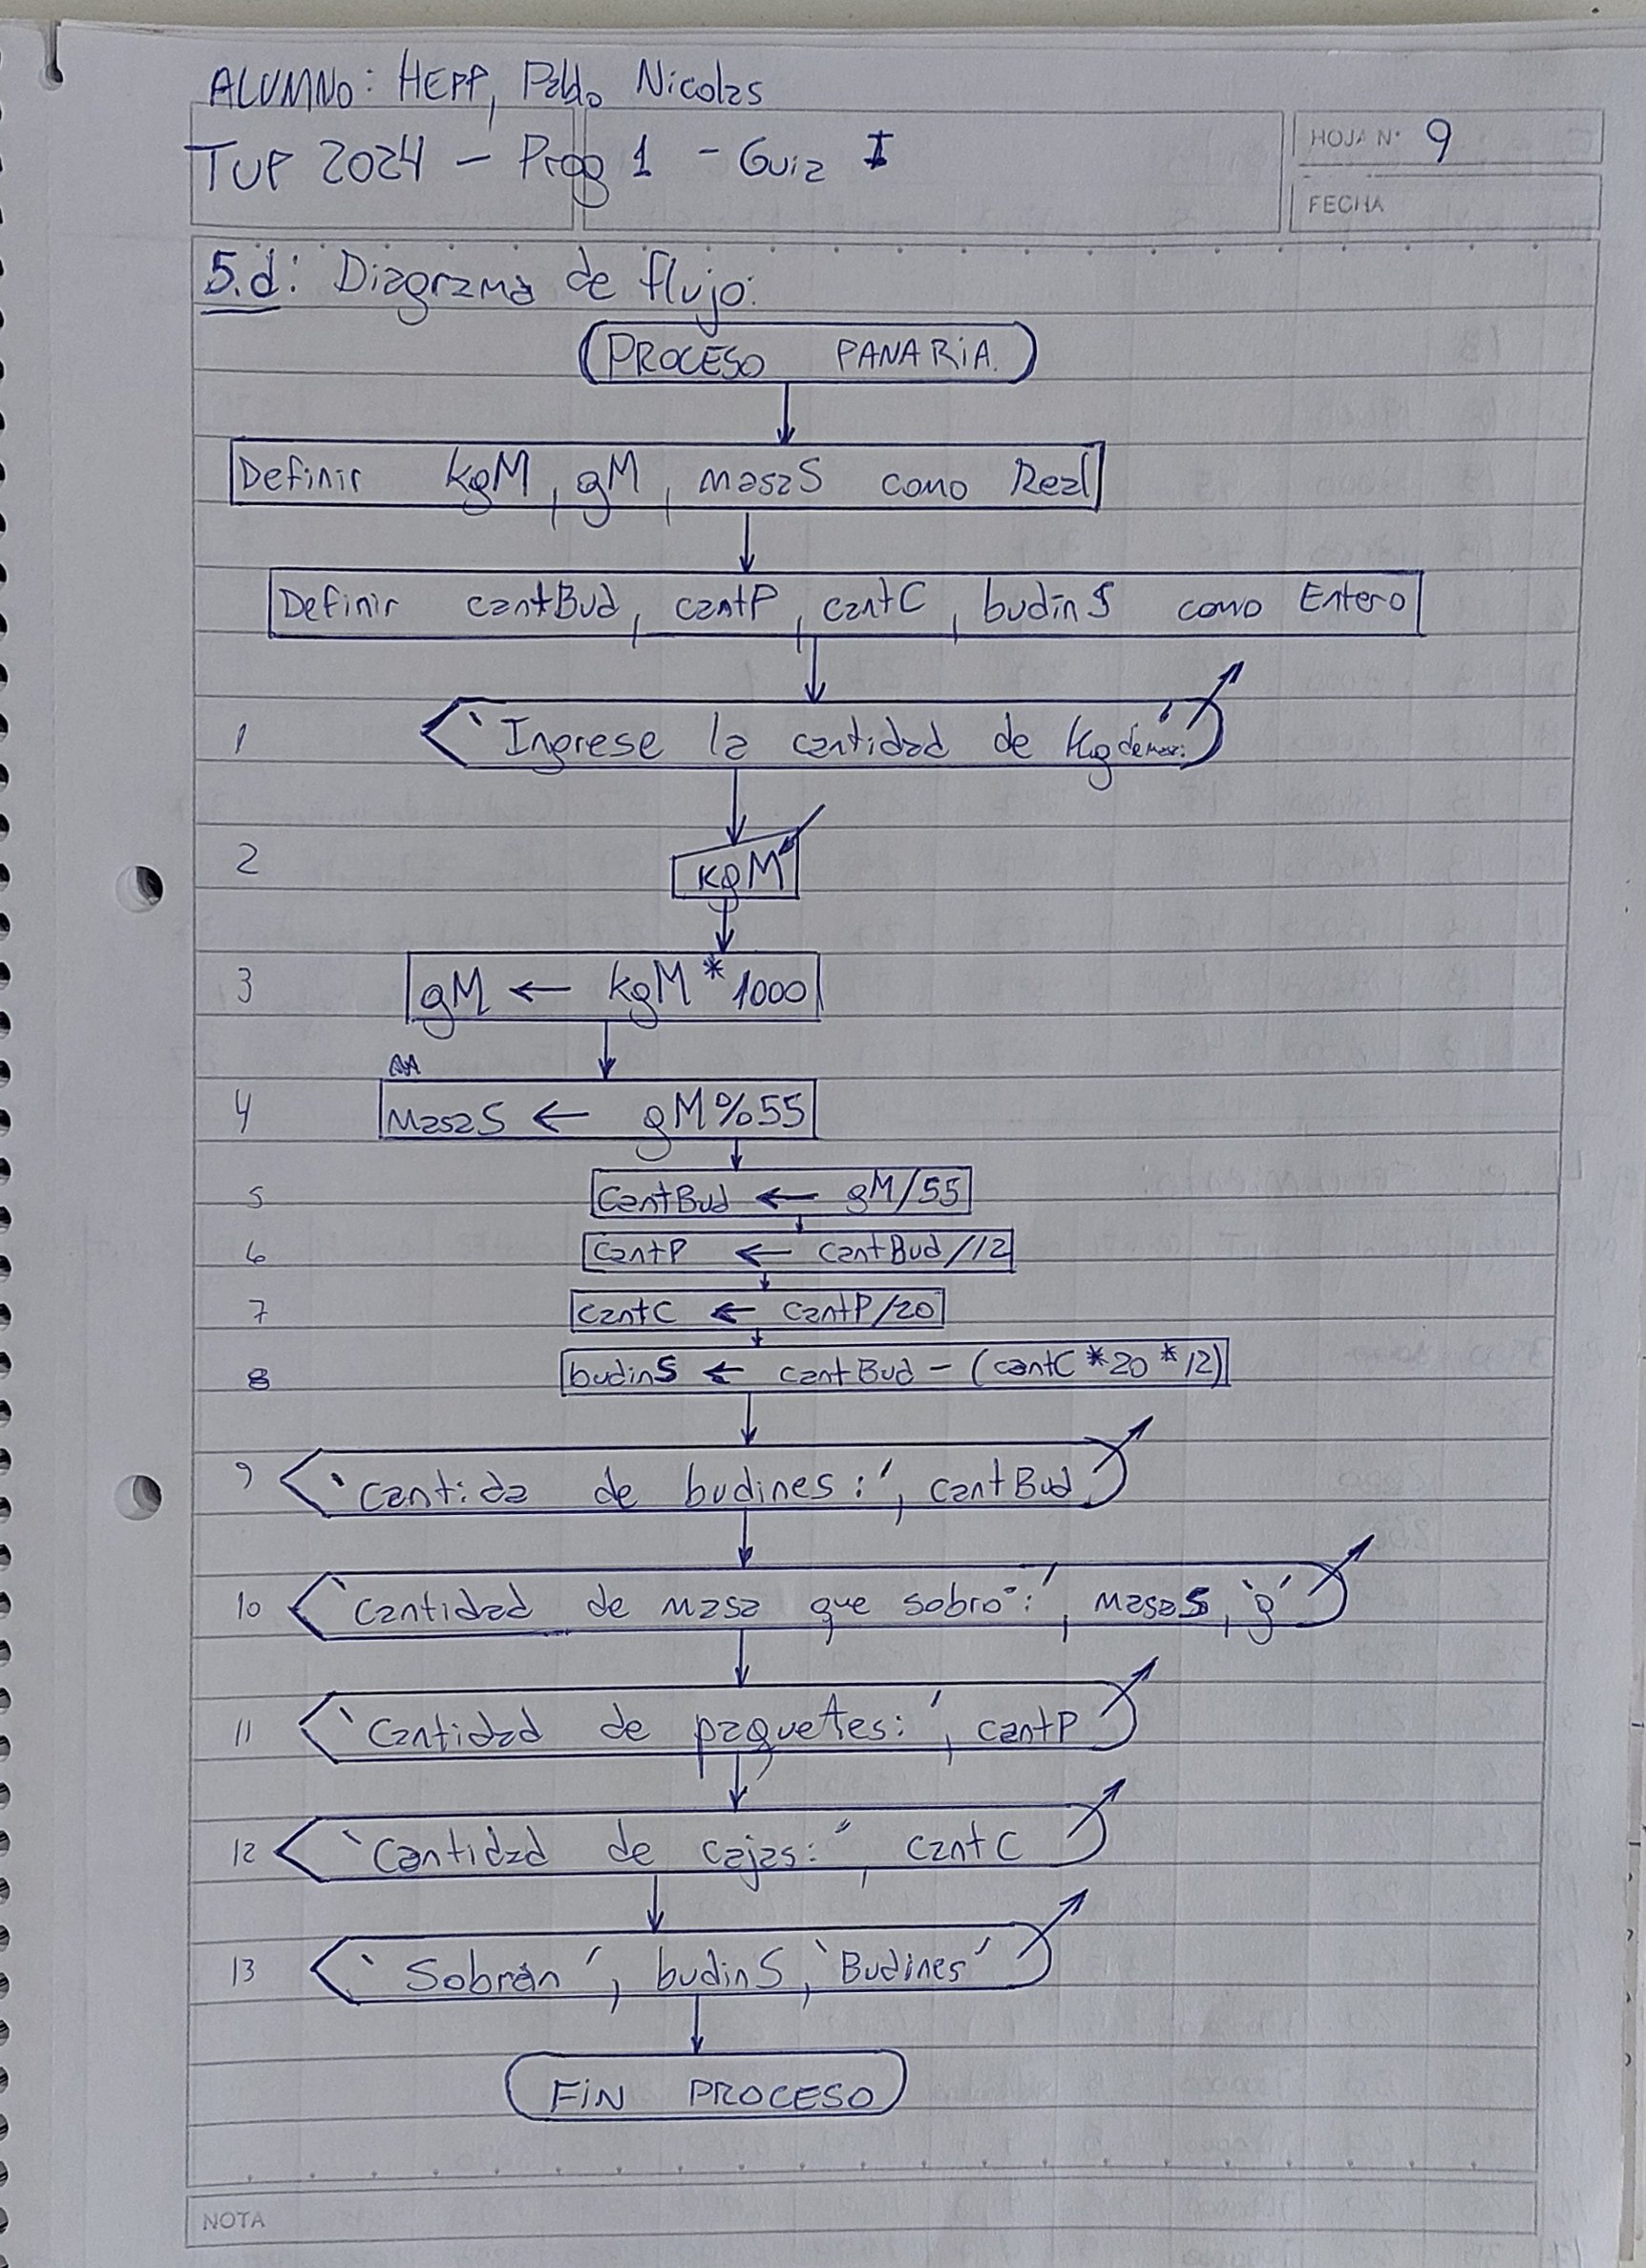 ALUMNO: HEPP, Pablo Nicolas
TUP 2024 - Prog 1 - Guia I
HOJA N° 9
FECHA
5.d: Diagrama de flujo:
PROCESO PANARIA
Definir kgM, gM, masaS como Real
Definir cantBud, cantP, cantC, budinS como Entero
1 'Ingrese la cantidad de Kg de
2 kgM
3 gM ← kgM * 1000
4 masaS ← gM%55
5 CantBud ← gM/55
6 cantP ← cantBud/12
7 cantC ← cantP/20
8 budinS ← cantBud - (cantC * 20 * 12)
9 'Cantida de budines:', cantBud
10 'Cantidad de masa que sobro:', masaS, 'g'
11 'Cantidad de paquetes:', cantP
12 'Cantidad de cajas:', cantC
13 'Sobran', budinS, 'Budines'
FIN PROCESO
NOTA